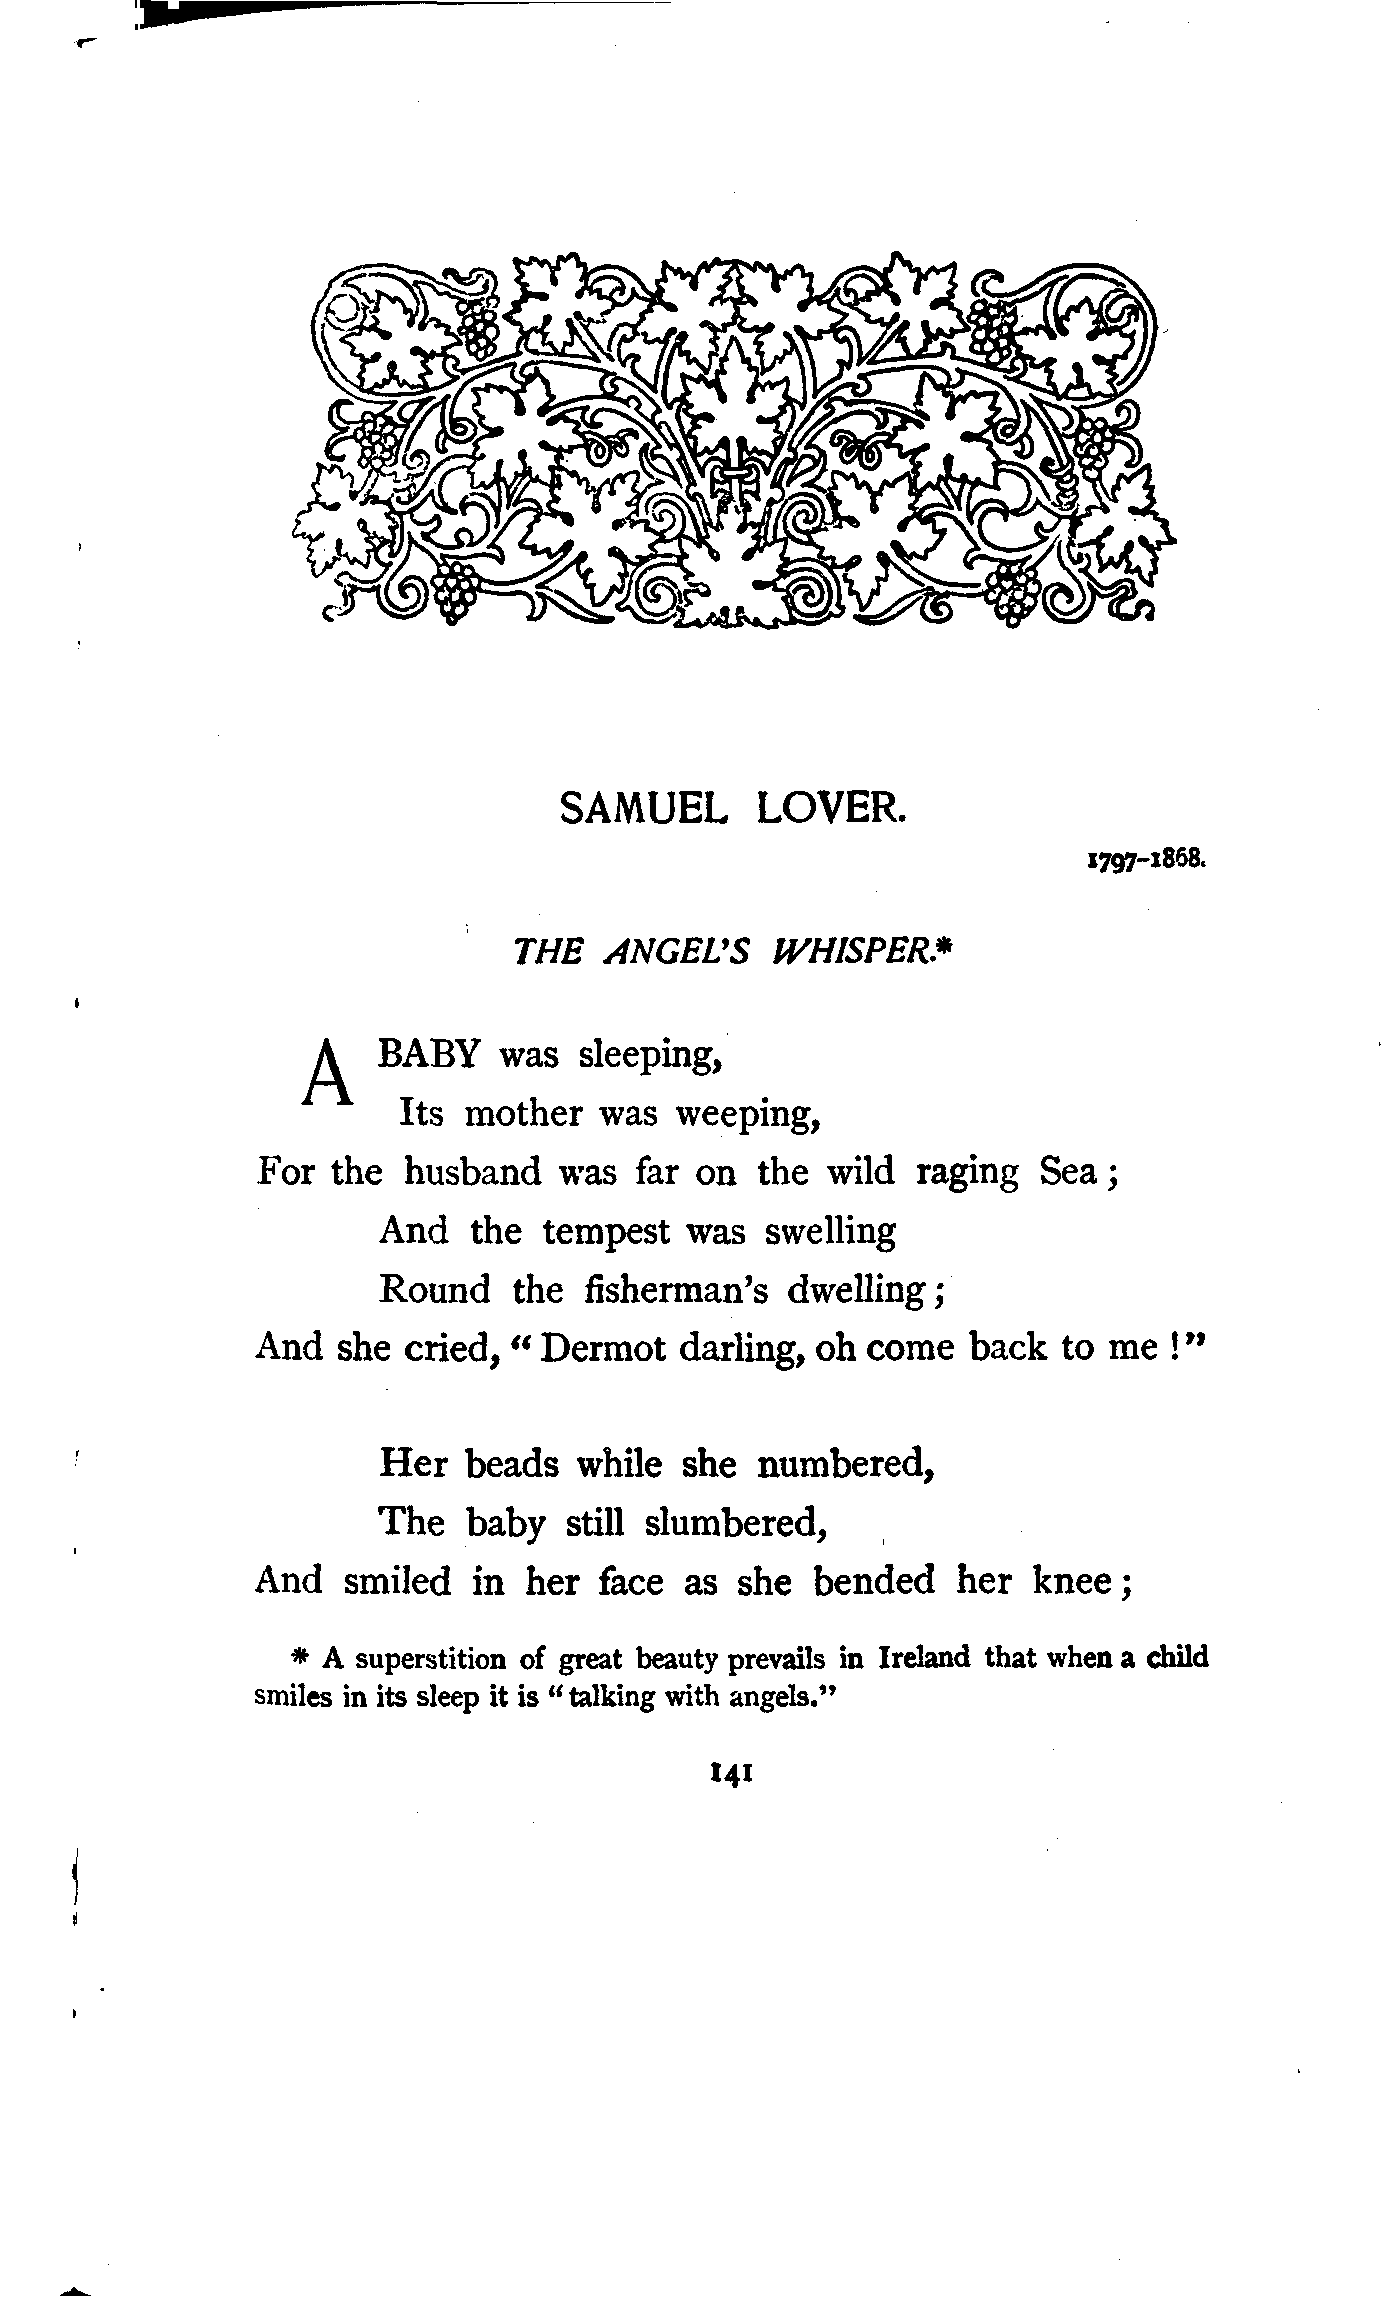 SAMUEL LOVER.
1797-1868.
THE ANGEL'S WHISPER.*
A BABY was sleeping,
Its mother was weeping,
For the husband was far on the wild raging Sea;
And the tempest was swelling
Round the fisherman's dwelling;
And she cried, "Dermot darling, oh come back to me!"
Her beads while she numbered,
The baby still slumbered,
And smiled in her face as she bended her knee;
* A superstition of great beauty prevails in Ireland that when a child
smiles in its sleep it is "talking with angels."
141